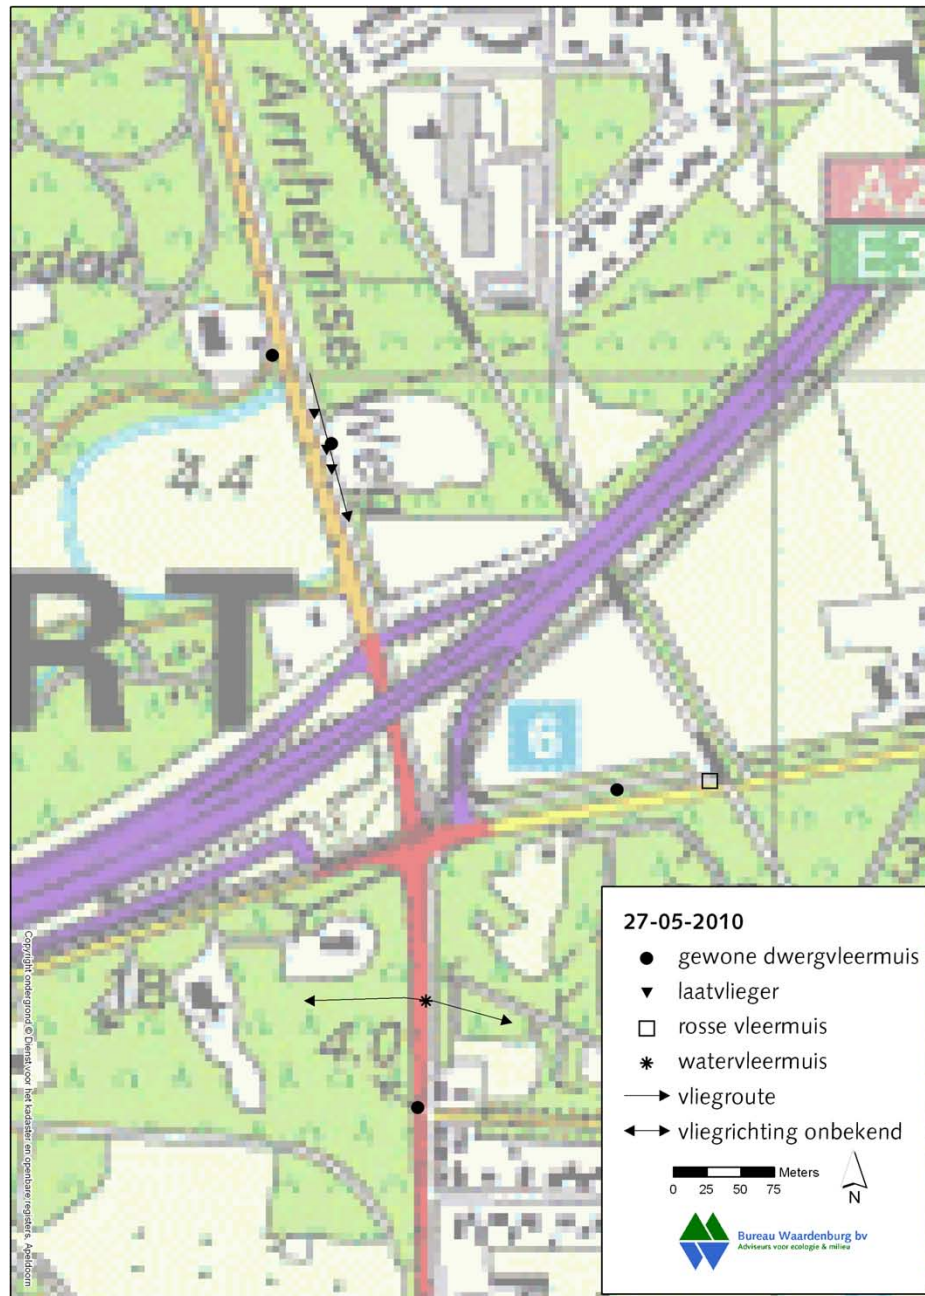 Arnhemse
Weg
A2
E3
4.4
RT
6
1B
4.0
3
27-05-2010
gewone dwergvleermuis
laatvlieger
rosse vleermuis
watervleermuis
vliegroute
vliegrichting onbekend
Meters
0 25 50 75
N
Bureau Waardenburg bv
Adviseurs voor ecologie & milieu
Copyright ondergrond © Dienst voor het kadaster en openbare registers, Apeldoorn